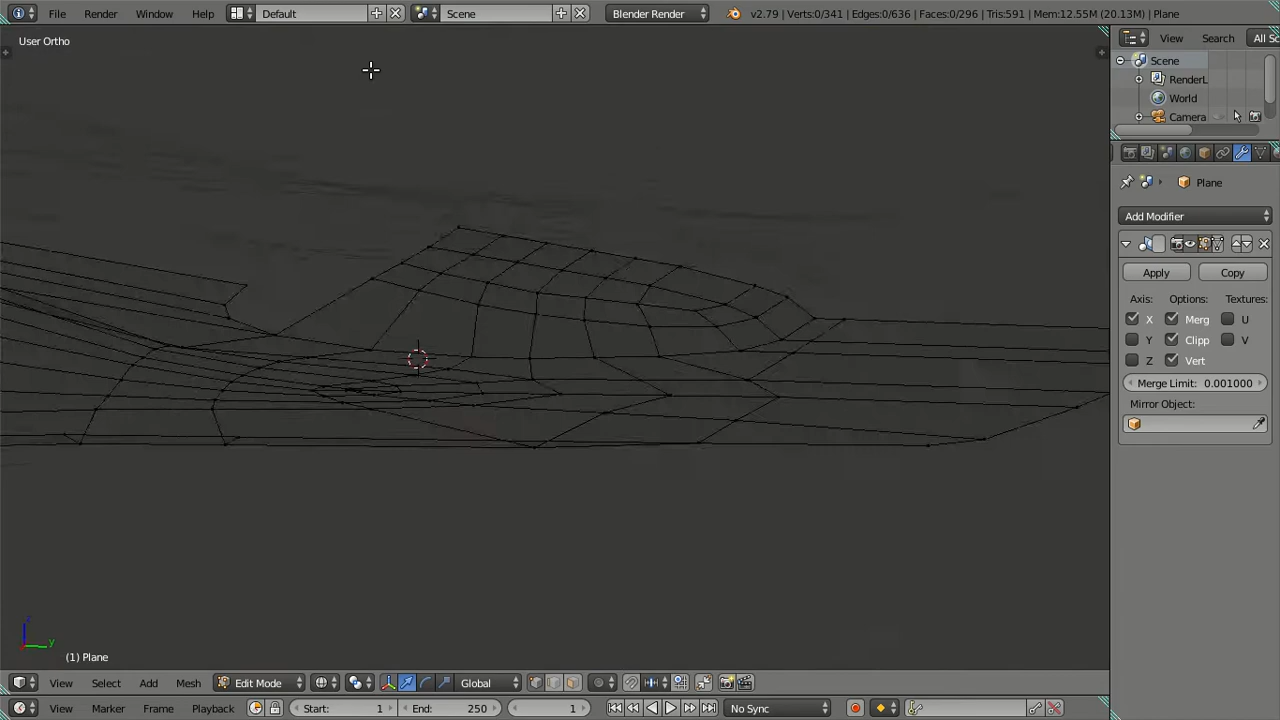 File Render Window Help Default Scene Blender Render v2.79 | Verts:0/341 | Edges:0/636 | Faces:0/296 | Tris:591 | Mem:12.55M (20.13M) | Plane
User Ortho
View Search All Sc
Scene
RenderL
World
Camera
Plane
Add Modifier
Apply Copy
Axis: Options: Textures:
X Merg U
Y Clipp V
Z Vert
Merge Limit: 0.001000
Mirror Object:
z
y
(1) Plane
View Select Add Mesh Edit Mode Global
View Marker Frame Playback Start: 1 End: 250 1 No Sync